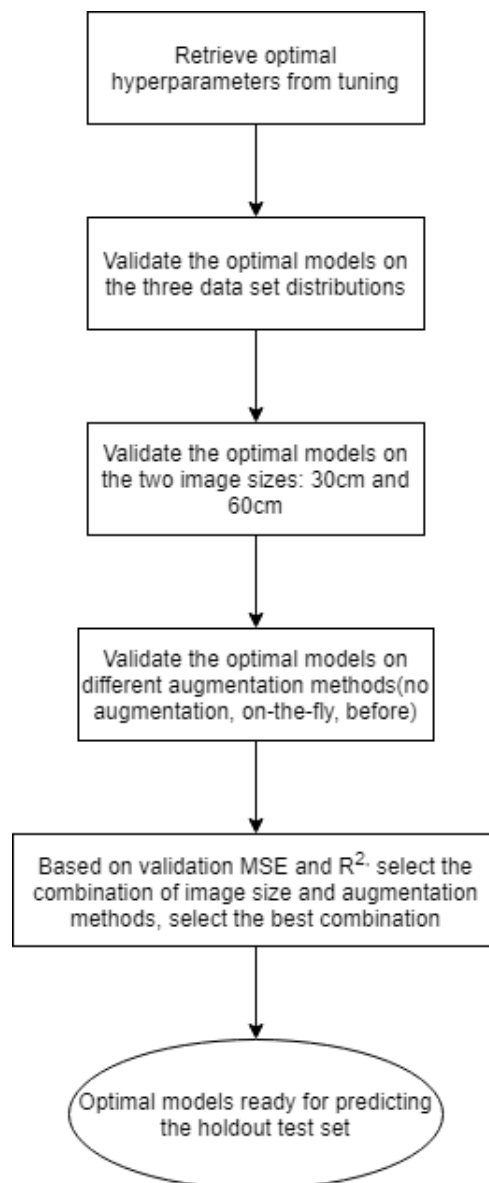 Retrieve optimal
hyperparameters from tuning
Validate the optimal models on
the three data set distributions
Validate the optimal models on
the two image sizes: 30cm and
60cm
Validate the optimal models on
different augmentation methods(no
augmentation, on-the-fly, before)
Based on validation MSE and R², select the
combination of image size and augmentation
methods, select the best combination
Optimal models ready for predicting
the holdout test set